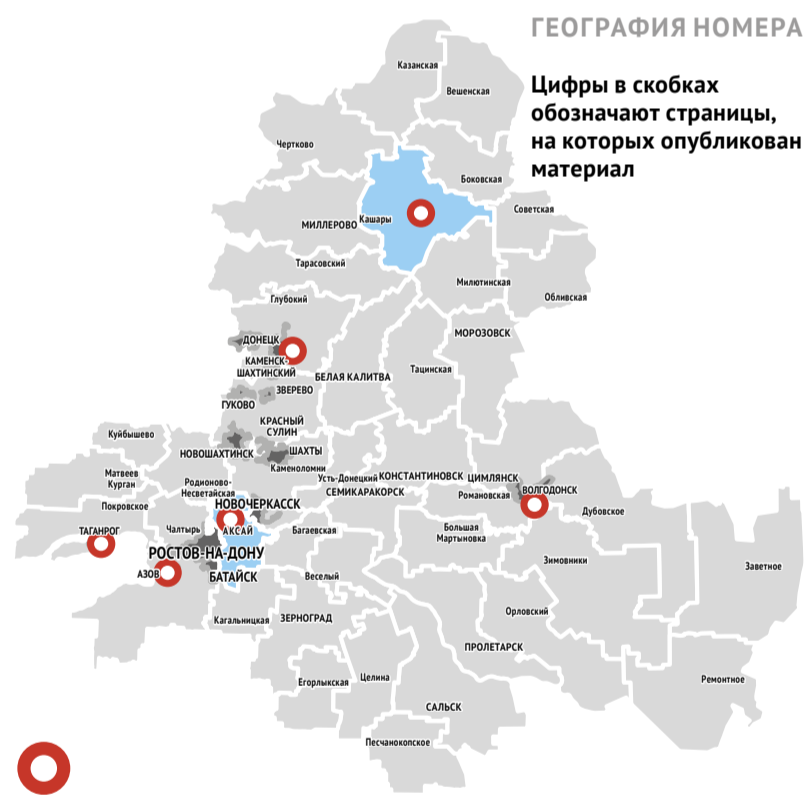 ГЕОГРАФИЯ НОМЕРА
Цифры в скобках
обозначают страницы,
на которых опубликован
материал
Казанская
Вешенская
Чертково
Боковская
Советская
Кашары
МИЛЛЕРОВО
Тарасовский
Милютинская
Обливская
Глубокий
МОРОЗОВСК
ДОНЕЦК
КАМЕНСК-
ШАХТИНСКИЙ
Тацинская
БЕЛАЯ КАЛИТВА
ЗВЕРЕВО
ГУКОВО
КРАСНЫЙ
СУЛИН
Куйбышево
НОВОШАХТИНСК
ШАХТЫ
Каменоломни
Матвеев
Курган
Родионово-
Несветайская
Усть-Донецкий
КОНСТАНТИНОВСК
ЦИМЛЯНСК
СЕМИКАРАКОРСК
Романовская
ВОЛГОДОНСК
Покровское
НОВОЧЕРКАССК
Дубовское
ТАГАНРОГ
Чалтырь
АКСАЙ
Багаевская
Большая
Мартыновка
РОСТОВ-НА-ДОНУ
Зимовники
Заветное
АЗОВ
БАТАЙСК
Веселый
Орловский
Кагальницкая
ЗЕРНОГРАД
ПРОЛЕТАРСК
Егорлыкская
Целина
Ремонтное
САЛЬСК
Песчанокопское